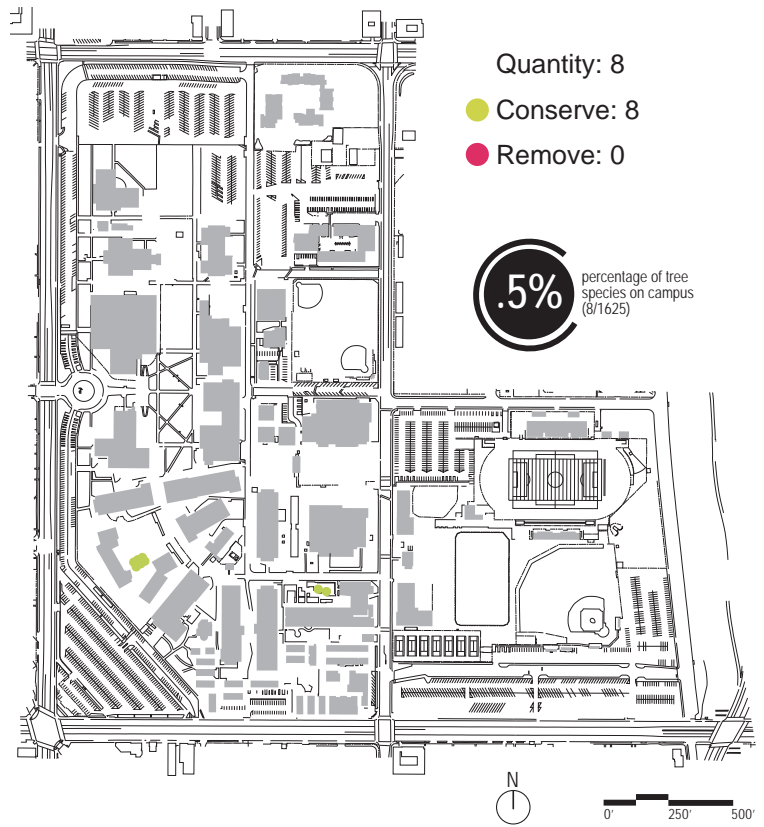 Quantity: 8
Conserve: 8
Remove: 0
.5%
percentage of tree
species on campus
(8/1625)
N
0' 250' 500'